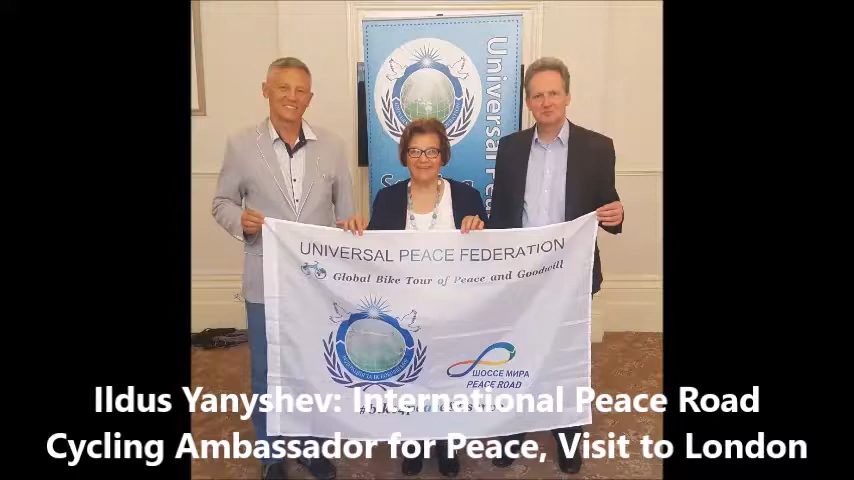 Universal Pea
UNIVERSAL PEACE FEDERATION
Global Bike Tour of Peace and Goodwill
ШОССЕ МИРА
PEACE ROAD
Ildus Yanyshev: International Peace Road
Cycling Ambassador for Peace, Visit to London